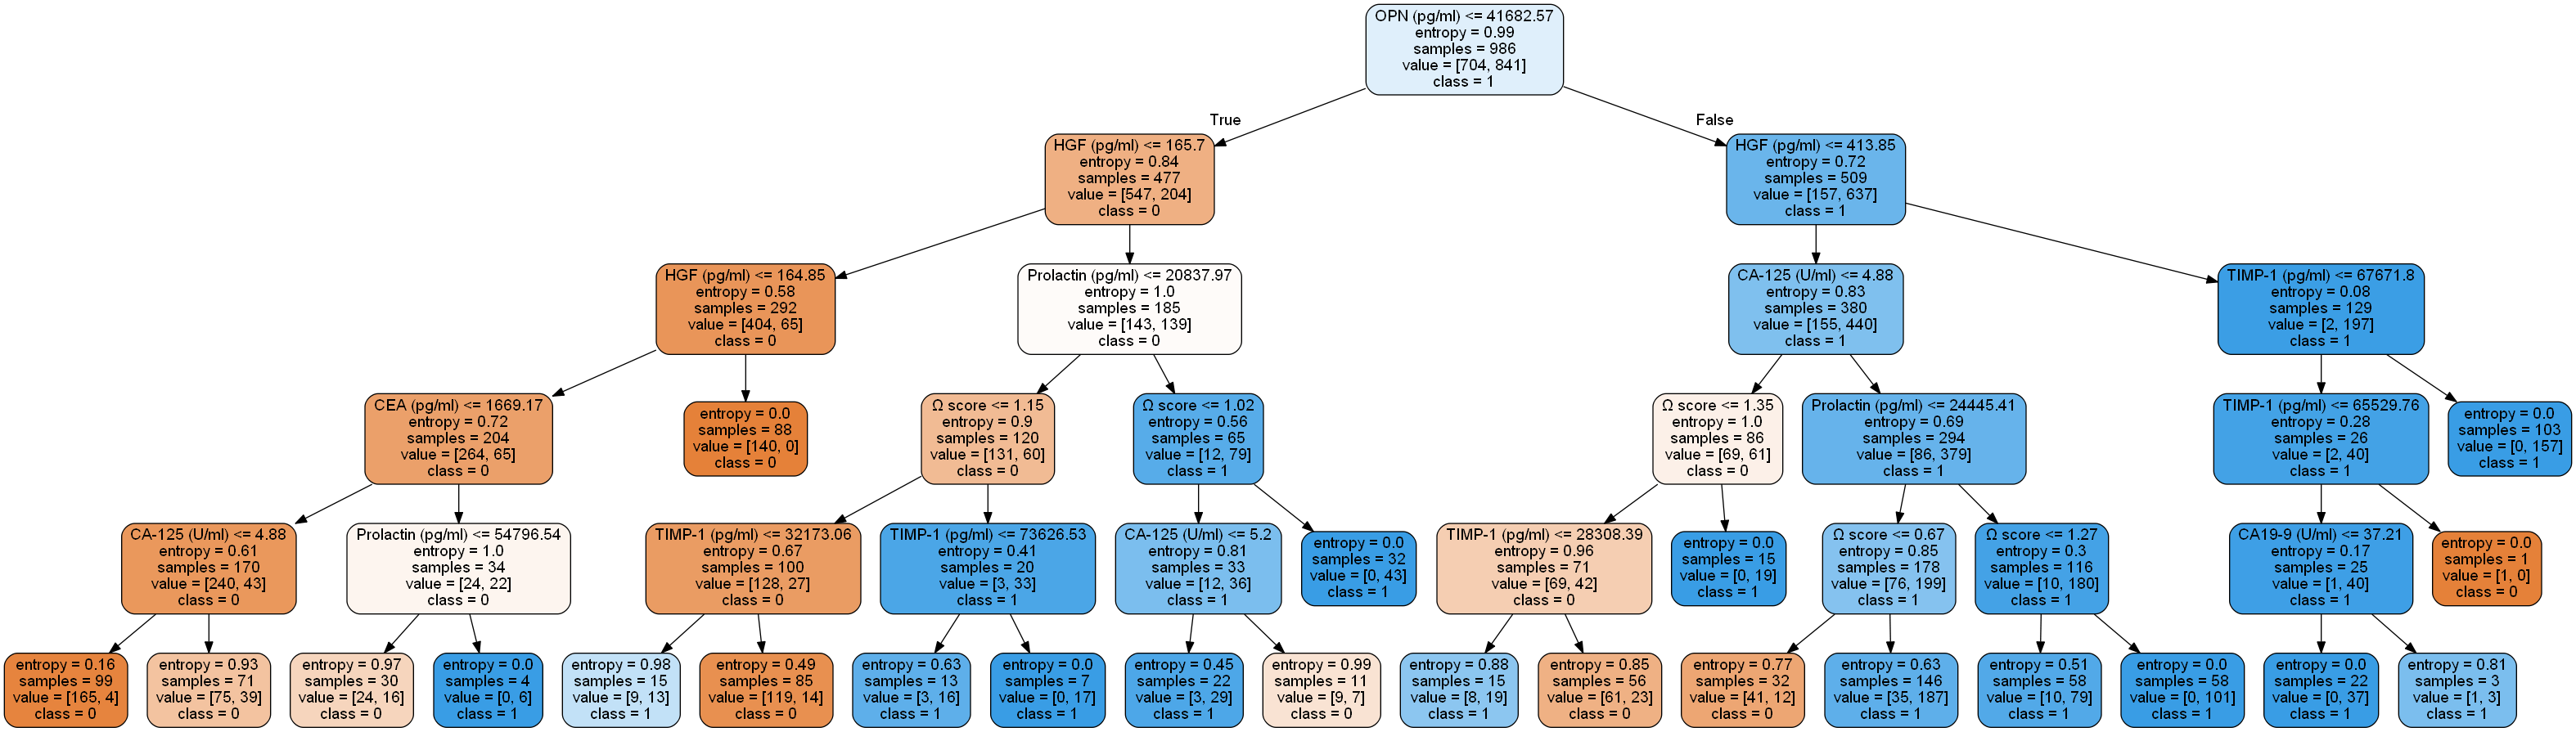 OPN (pg/ml) <= 41682.57
entropy = 0.99
samples = 986
value = [704, 841]
class = 1
True
False
HGF (pg/ml) <= 165.7
entropy = 0.84
samples = 477
value = [547, 204]
class = 0
HGF (pg/ml) <= 413.85
entropy = 0.72
samples = 509
value = [157, 637]
class = 1
HGF (pg/ml) <= 164.85
entropy = 0.58
samples = 292
value = [404, 65]
class = 0
Prolactin (pg/ml) <= 20837.97
entropy = 1.0
samples = 185
value = [143, 139]
class = 0
CA-125 (U/ml) <= 4.88
entropy = 0.83
samples = 380
value = [155, 440]
class = 1
TIMP-1 (pg/ml) <= 67671.8
entropy = 0.08
samples = 129
value = [2, 197]
class = 1
CEA (pg/ml) <= 1669.17
entropy = 0.72
samples = 204
value = [264, 65]
class = 0
entropy = 0.0
samples = 88
value = [140, 0]
class = 0
Ω score <= 1.15
entropy = 0.9
samples = 120
value = [131, 60]
class = 0
Ω score <= 1.02
entropy = 0.56
samples = 65
value = [12, 79]
class = 1
Ω score <= 1.35
entropy = 1.0
samples = 86
value = [69, 61]
class = 0
Prolactin (pg/ml) <= 24445.41
entropy = 0.69
samples = 294
value = [86, 379]
class = 1
TIMP-1 (pg/ml) <= 65529.76
entropy = 0.28
samples = 26
value = [2, 40]
class = 1
entropy = 0.0
samples = 103
value = [0, 157]
class = 1
CA-125 (U/ml) <= 4.88
entropy = 0.61
samples = 170
value = [240, 43]
class = 0
Prolactin (pg/ml) <= 54796.54
entropy = 1.0
samples = 34
value = [24, 22]
class = 0
TIMP-1 (pg/ml) <= 32173.06
entropy = 0.67
samples = 100
value = [128, 27]
class = 0
TIMP-1 (pg/ml) <= 73626.53
entropy = 0.41
samples = 20
value = [3, 33]
class = 1
CA-125 (U/ml) <= 5.2
entropy = 0.81
samples = 33
value = [12, 36]
class = 1
entropy = 0.0
samples = 32
value = [0, 43]
class = 1
TIMP-1 (pg/ml) <= 28308.39
entropy = 0.96
samples = 71
value = [69, 42]
class = 0
entropy = 0.0
samples = 15
value = [0, 19]
class = 1
Ω score <= 0.67
entropy = 0.85
samples = 178
value = [76, 199]
class = 1
Ω score <= 1.27
entropy = 0.3
samples = 116
value = [10, 180]
class = 1
CA19-9 (U/ml) <= 37.21
entropy = 0.17
samples = 25
value = [1, 40]
class = 1
entropy = 0.0
samples = 1
value = [1, 0]
class = 0
entropy = 0.16
samples = 99
value = [165, 4]
class = 0
entropy = 0.93
samples = 71
value = [75, 39]
class = 0
entropy = 0.97
samples = 30
value = [24, 16]
class = 0
entropy = 0.0
samples = 4
value = [0, 6]
class = 1
entropy = 0.98
samples = 15
value = [9, 13]
class = 1
entropy = 0.49
samples = 85
value = [119, 14]
class = 0
entropy = 0.63
samples = 13
value = [3, 16]
class = 1
entropy = 0.0
samples = 7
value = [0, 17]
class = 1
entropy = 0.45
samples = 22
value = [3, 29]
class = 1
entropy = 0.99
samples = 11
value = [9, 7]
class = 0
entropy = 0.88
samples = 15
value = [8, 19]
class = 1
entropy = 0.85
samples = 56
value = [61, 23]
class = 0
entropy = 0.77
samples = 32
value = [41, 12]
class = 0
entropy = 0.63
samples = 146
value = [35, 187]
class = 1
entropy = 0.51
samples = 58
value = [10, 79]
class = 1
entropy = 0.0
samples = 58
value = [0, 101]
class = 1
entropy = 0.0
samples = 22
value = [0, 37]
class = 1
entropy = 0.81
samples = 3
value = [1, 3]
class = 1